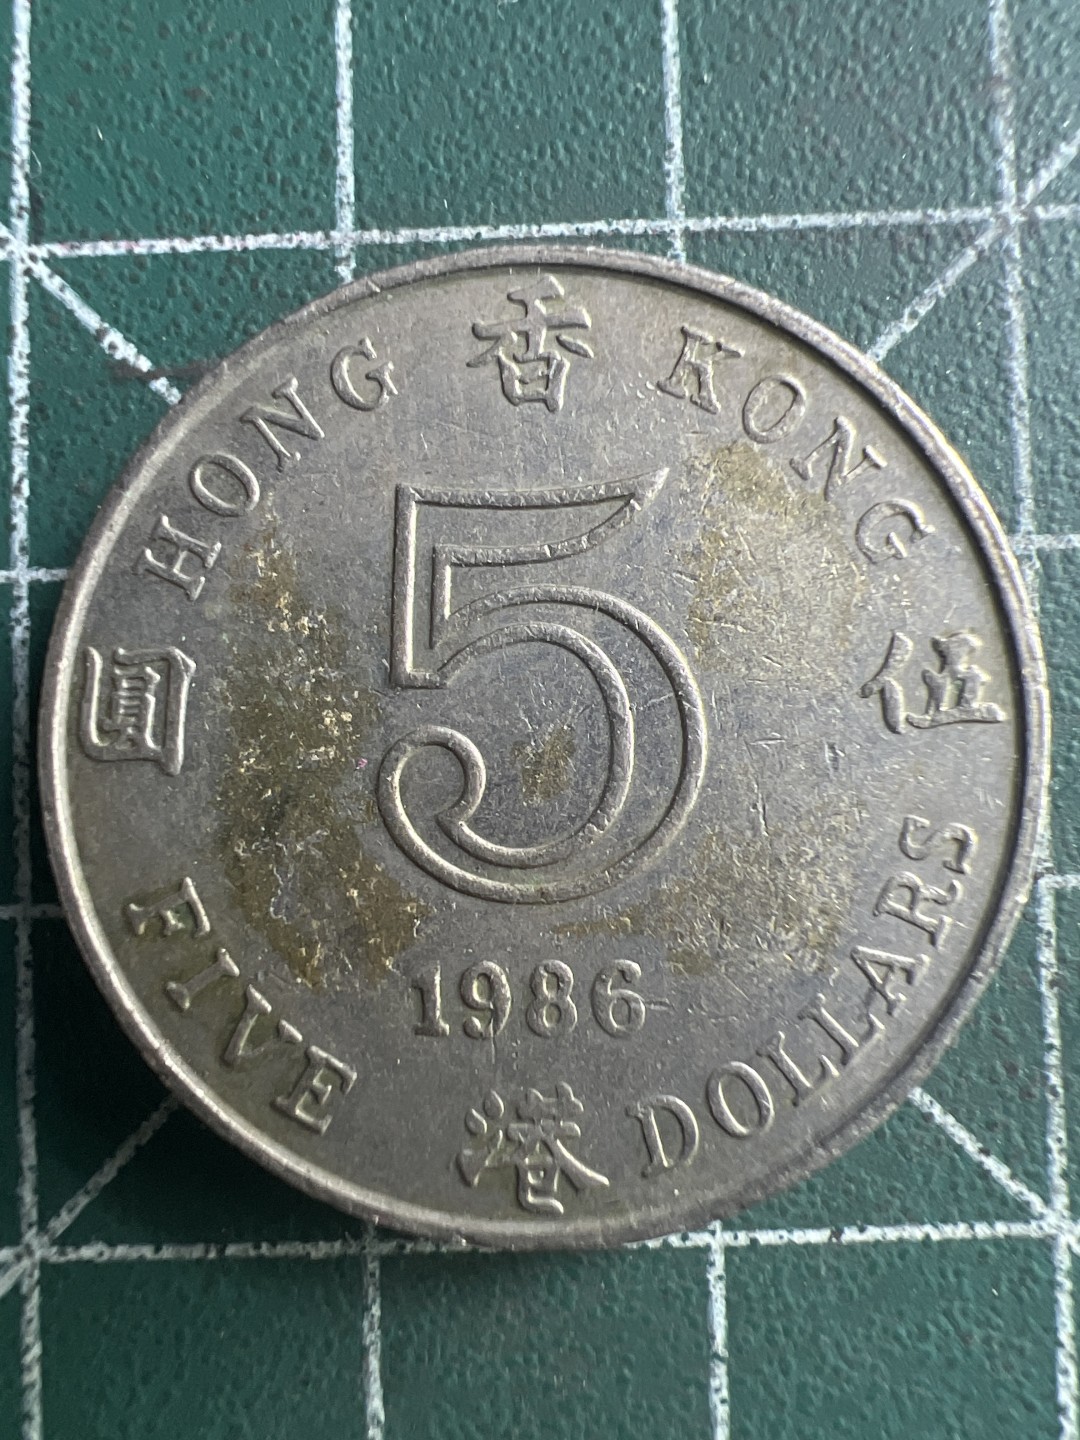 HONG KONG
香港
伍圓
5
1986
FIVE DOLLARS